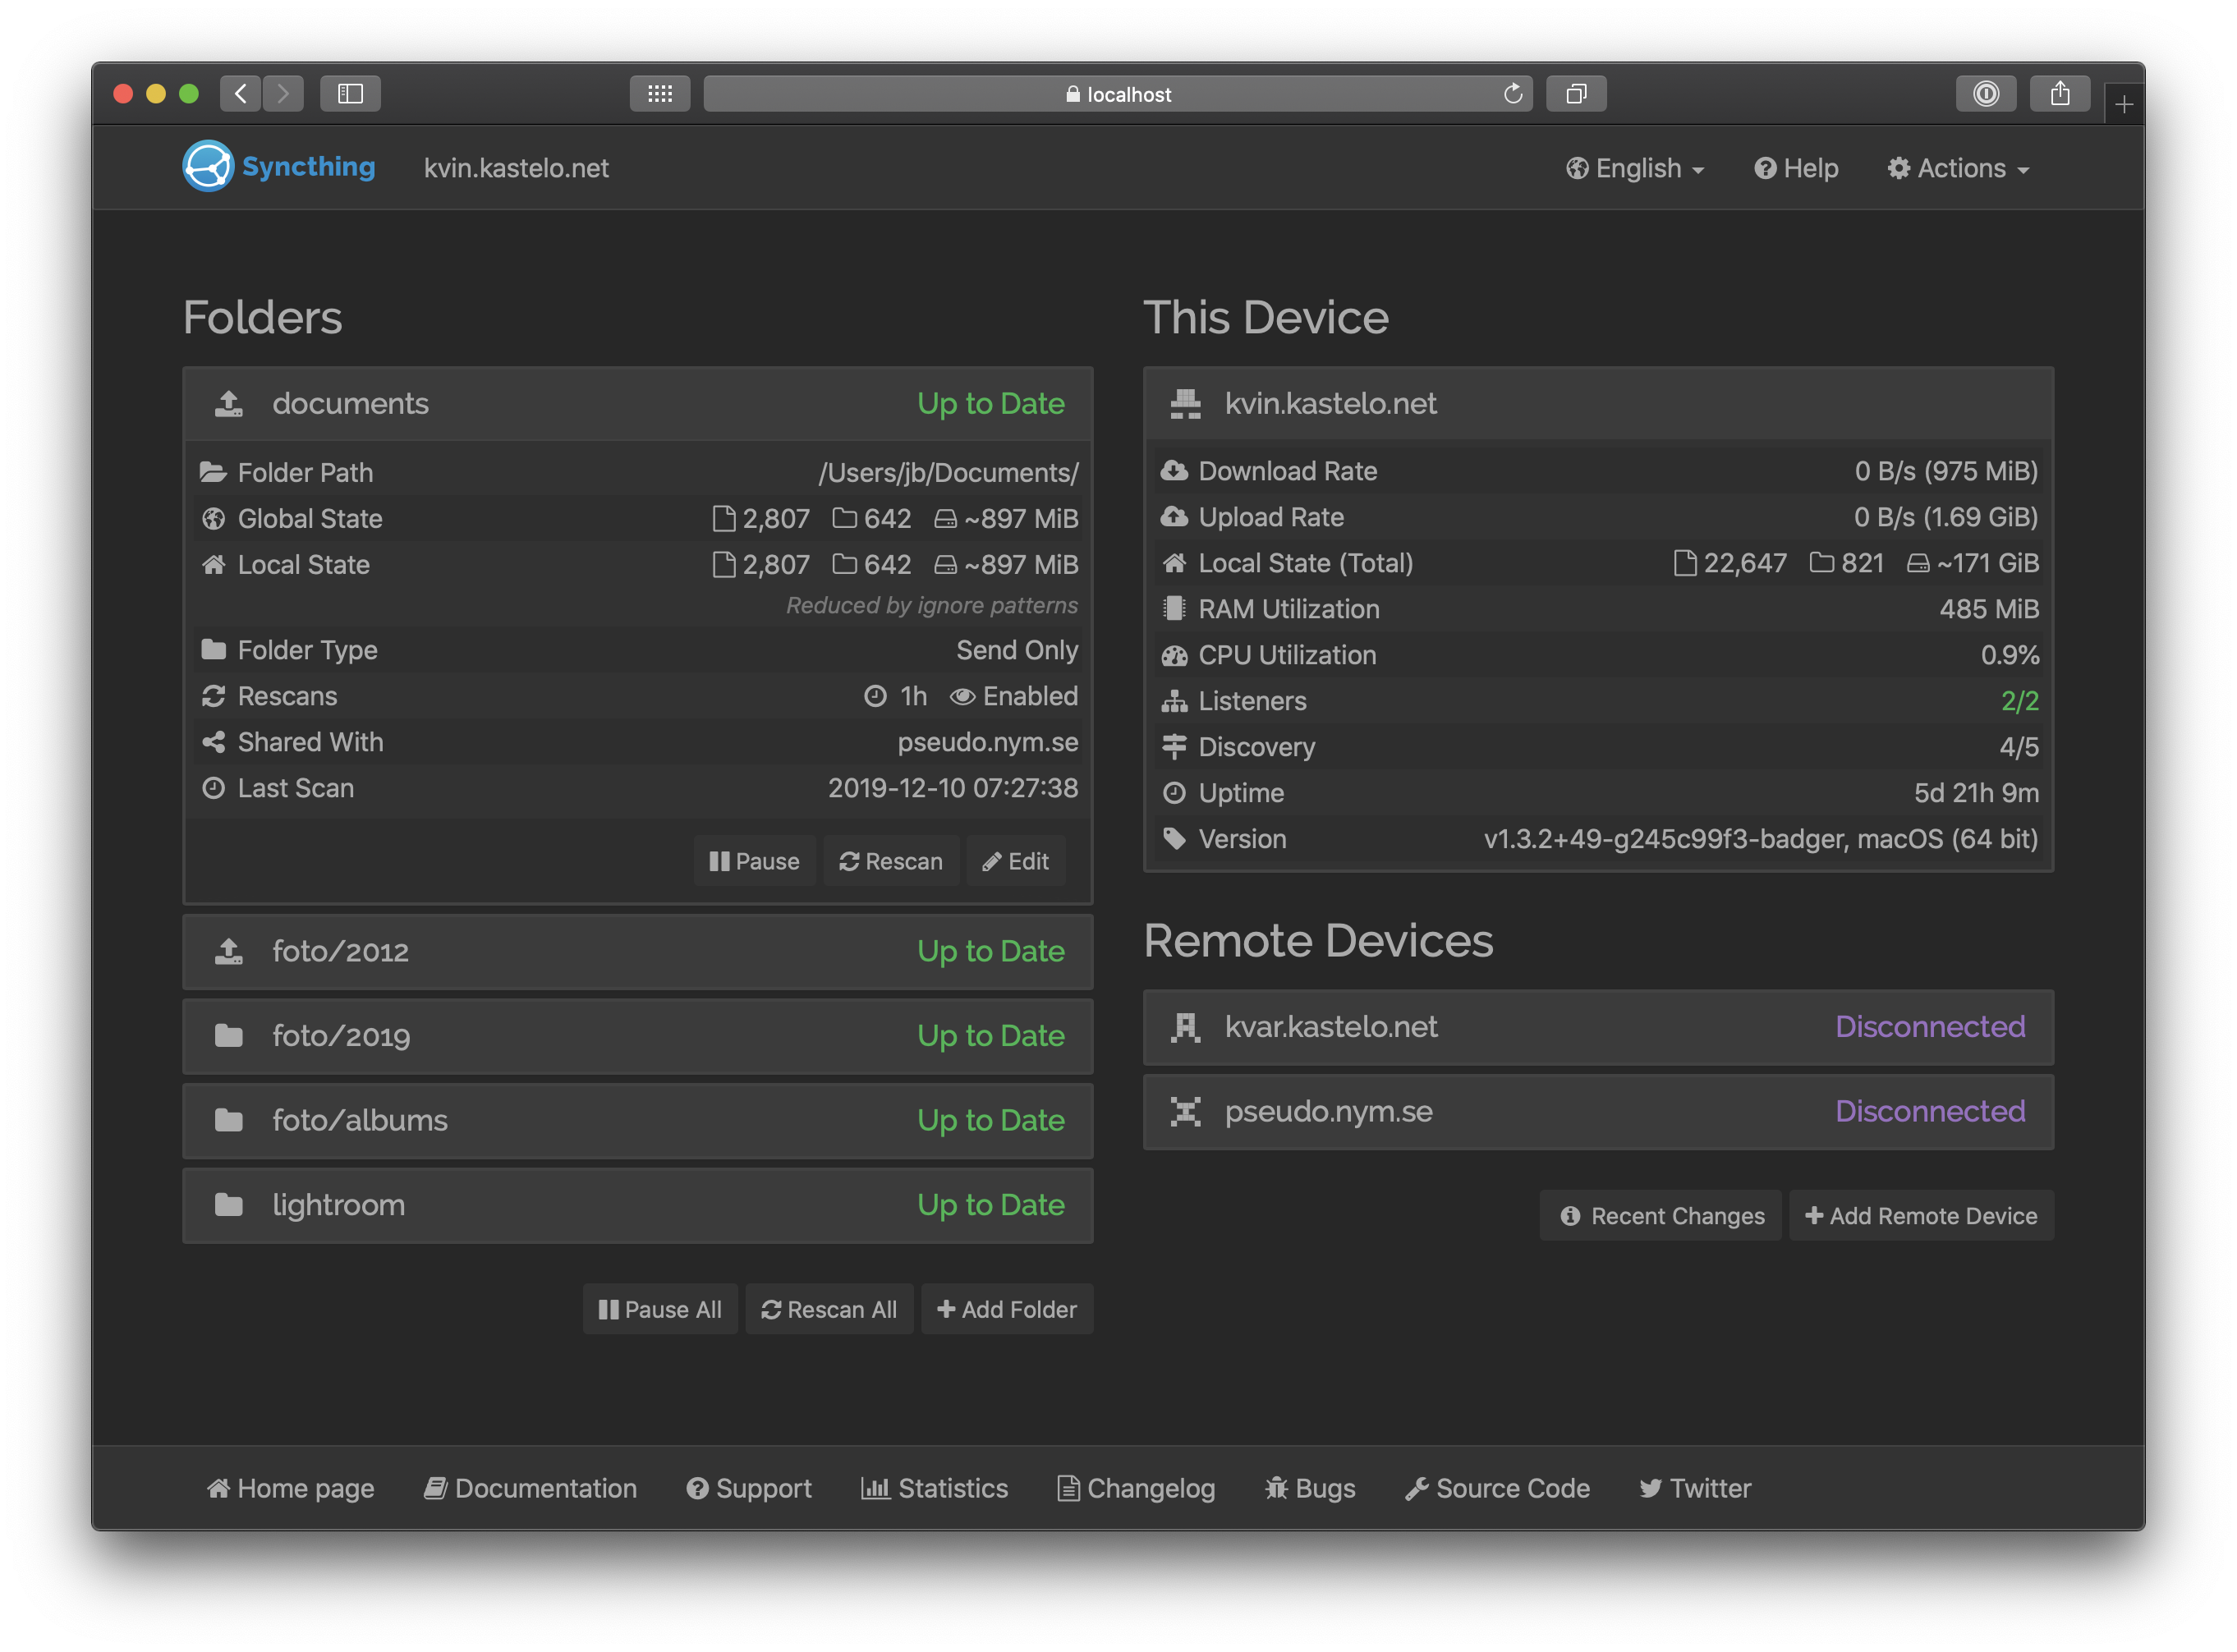 localhost
Syncthing kvin.kastelo.net English Help Actions
Folders
documents Up to Date
Folder Path /Users/jb/Documents/
Global State 2,807 642 ~897 MiB
Local State 2,807 642 ~897 MiB
Reduced by ignore patterns
Folder Type Send Only
Rescans 1h Enabled
Shared With pseudo.nym.se
Last Scan 2019-12-10 07:27:38
Pause Rescan Edit
foto/2012 Up to Date
foto/2019 Up to Date
foto/albums Up to Date
lightroom Up to Date
Pause All Rescan All Add Folder
This Device
kvin.kastelo.net
Download Rate 0 B/s (975 MiB)
Upload Rate 0 B/s (1.69 GiB)
Local State (Total) 22,647 821 ~171 GiB
RAM Utilization 485 MiB
CPU Utilization 0.9%
Listeners 2/2
Discovery 4/5
Uptime 5d 21h 9m
Version v1.3.2+49-g245c99f3-badger, macOS (64 bit)
Remote Devices
kvar.kastelo.net Disconnected
pseudo.nym.se Disconnected
Recent Changes Add Remote Device
Home page Documentation Support Statistics Changelog Bugs Source Code Twitter